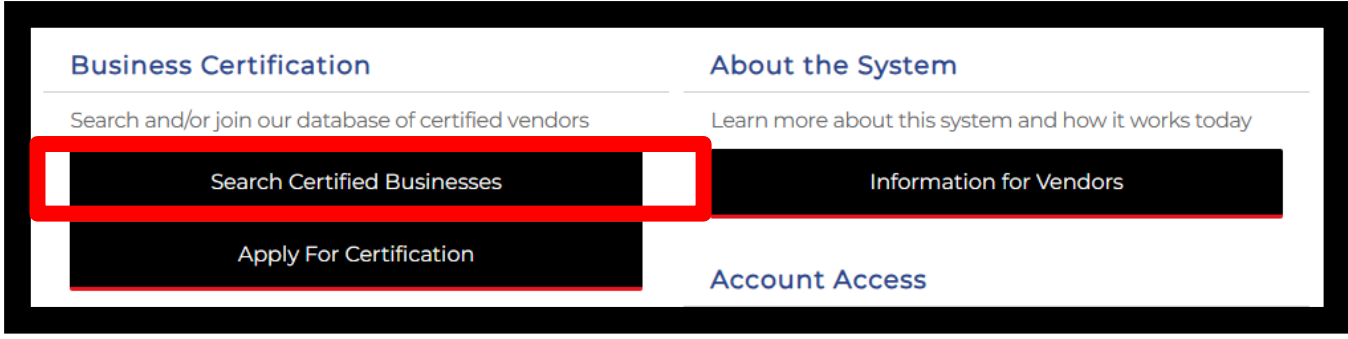 Business Certification
Search and/or join our database of certified vendors
Search Certified Businesses
Apply For Certification
About the System
Learn more about this system and how it works today
Information for Vendors
Account Access